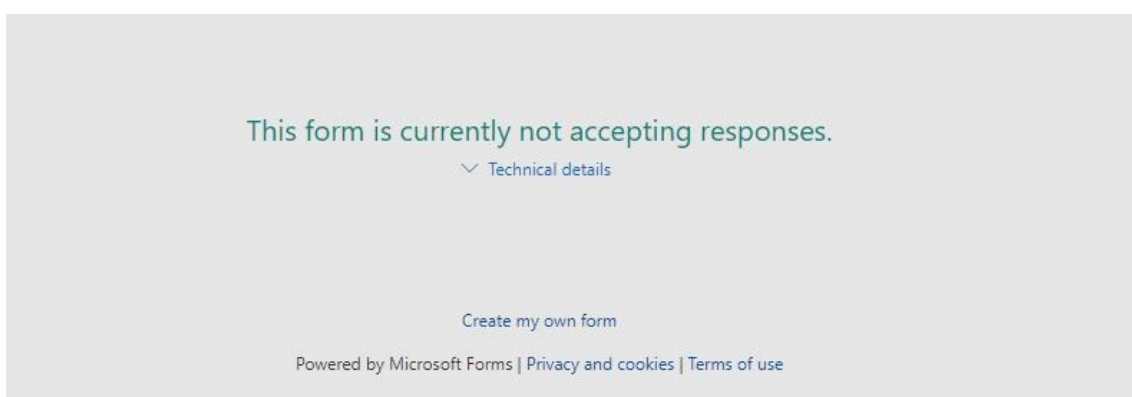 This form is currently not accepting responses.
Technical details
Create my own form
Powered by Microsoft Forms | Privacy and cookies | Terms of use